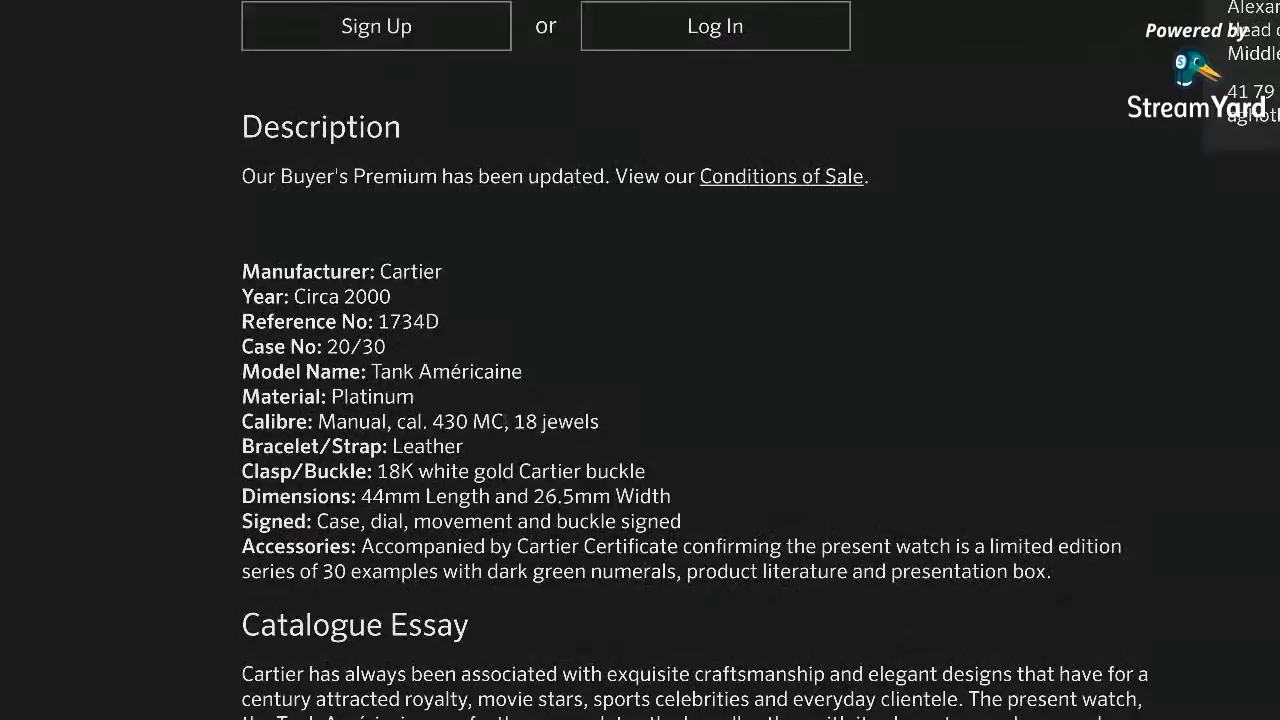 Sign Up or Log In
Alexan
Head o
Middle
41 79
aghoti
Powered by
StreamYard
Description
Our Buyer's Premium has been updated. View our Conditions of Sale.
Manufacturer: Cartier
Year: Circa 2000
Reference No: 1734D
Case No: 20/30
Model Name: Tank Américaine
Material: Platinum
Calibre: Manual, cal. 430 MC, 18 jewels
Bracelet/Strap: Leather
Clasp/Buckle: 18K white gold Cartier buckle
Dimensions: 44mm Length and 26.5mm Width
Signed: Case, dial, movement and buckle signed
Accessories: Accompanied by Cartier Certificate confirming the present watch is a limited edition
series of 30 examples with dark green numerals, product literature and presentation box.
Catalogue Essay
Cartier has always been associated with exquisite craftsmanship and elegant designs that have for a
century attracted royalty, movie stars, sports celebrities and everyday clientele. The present watch,